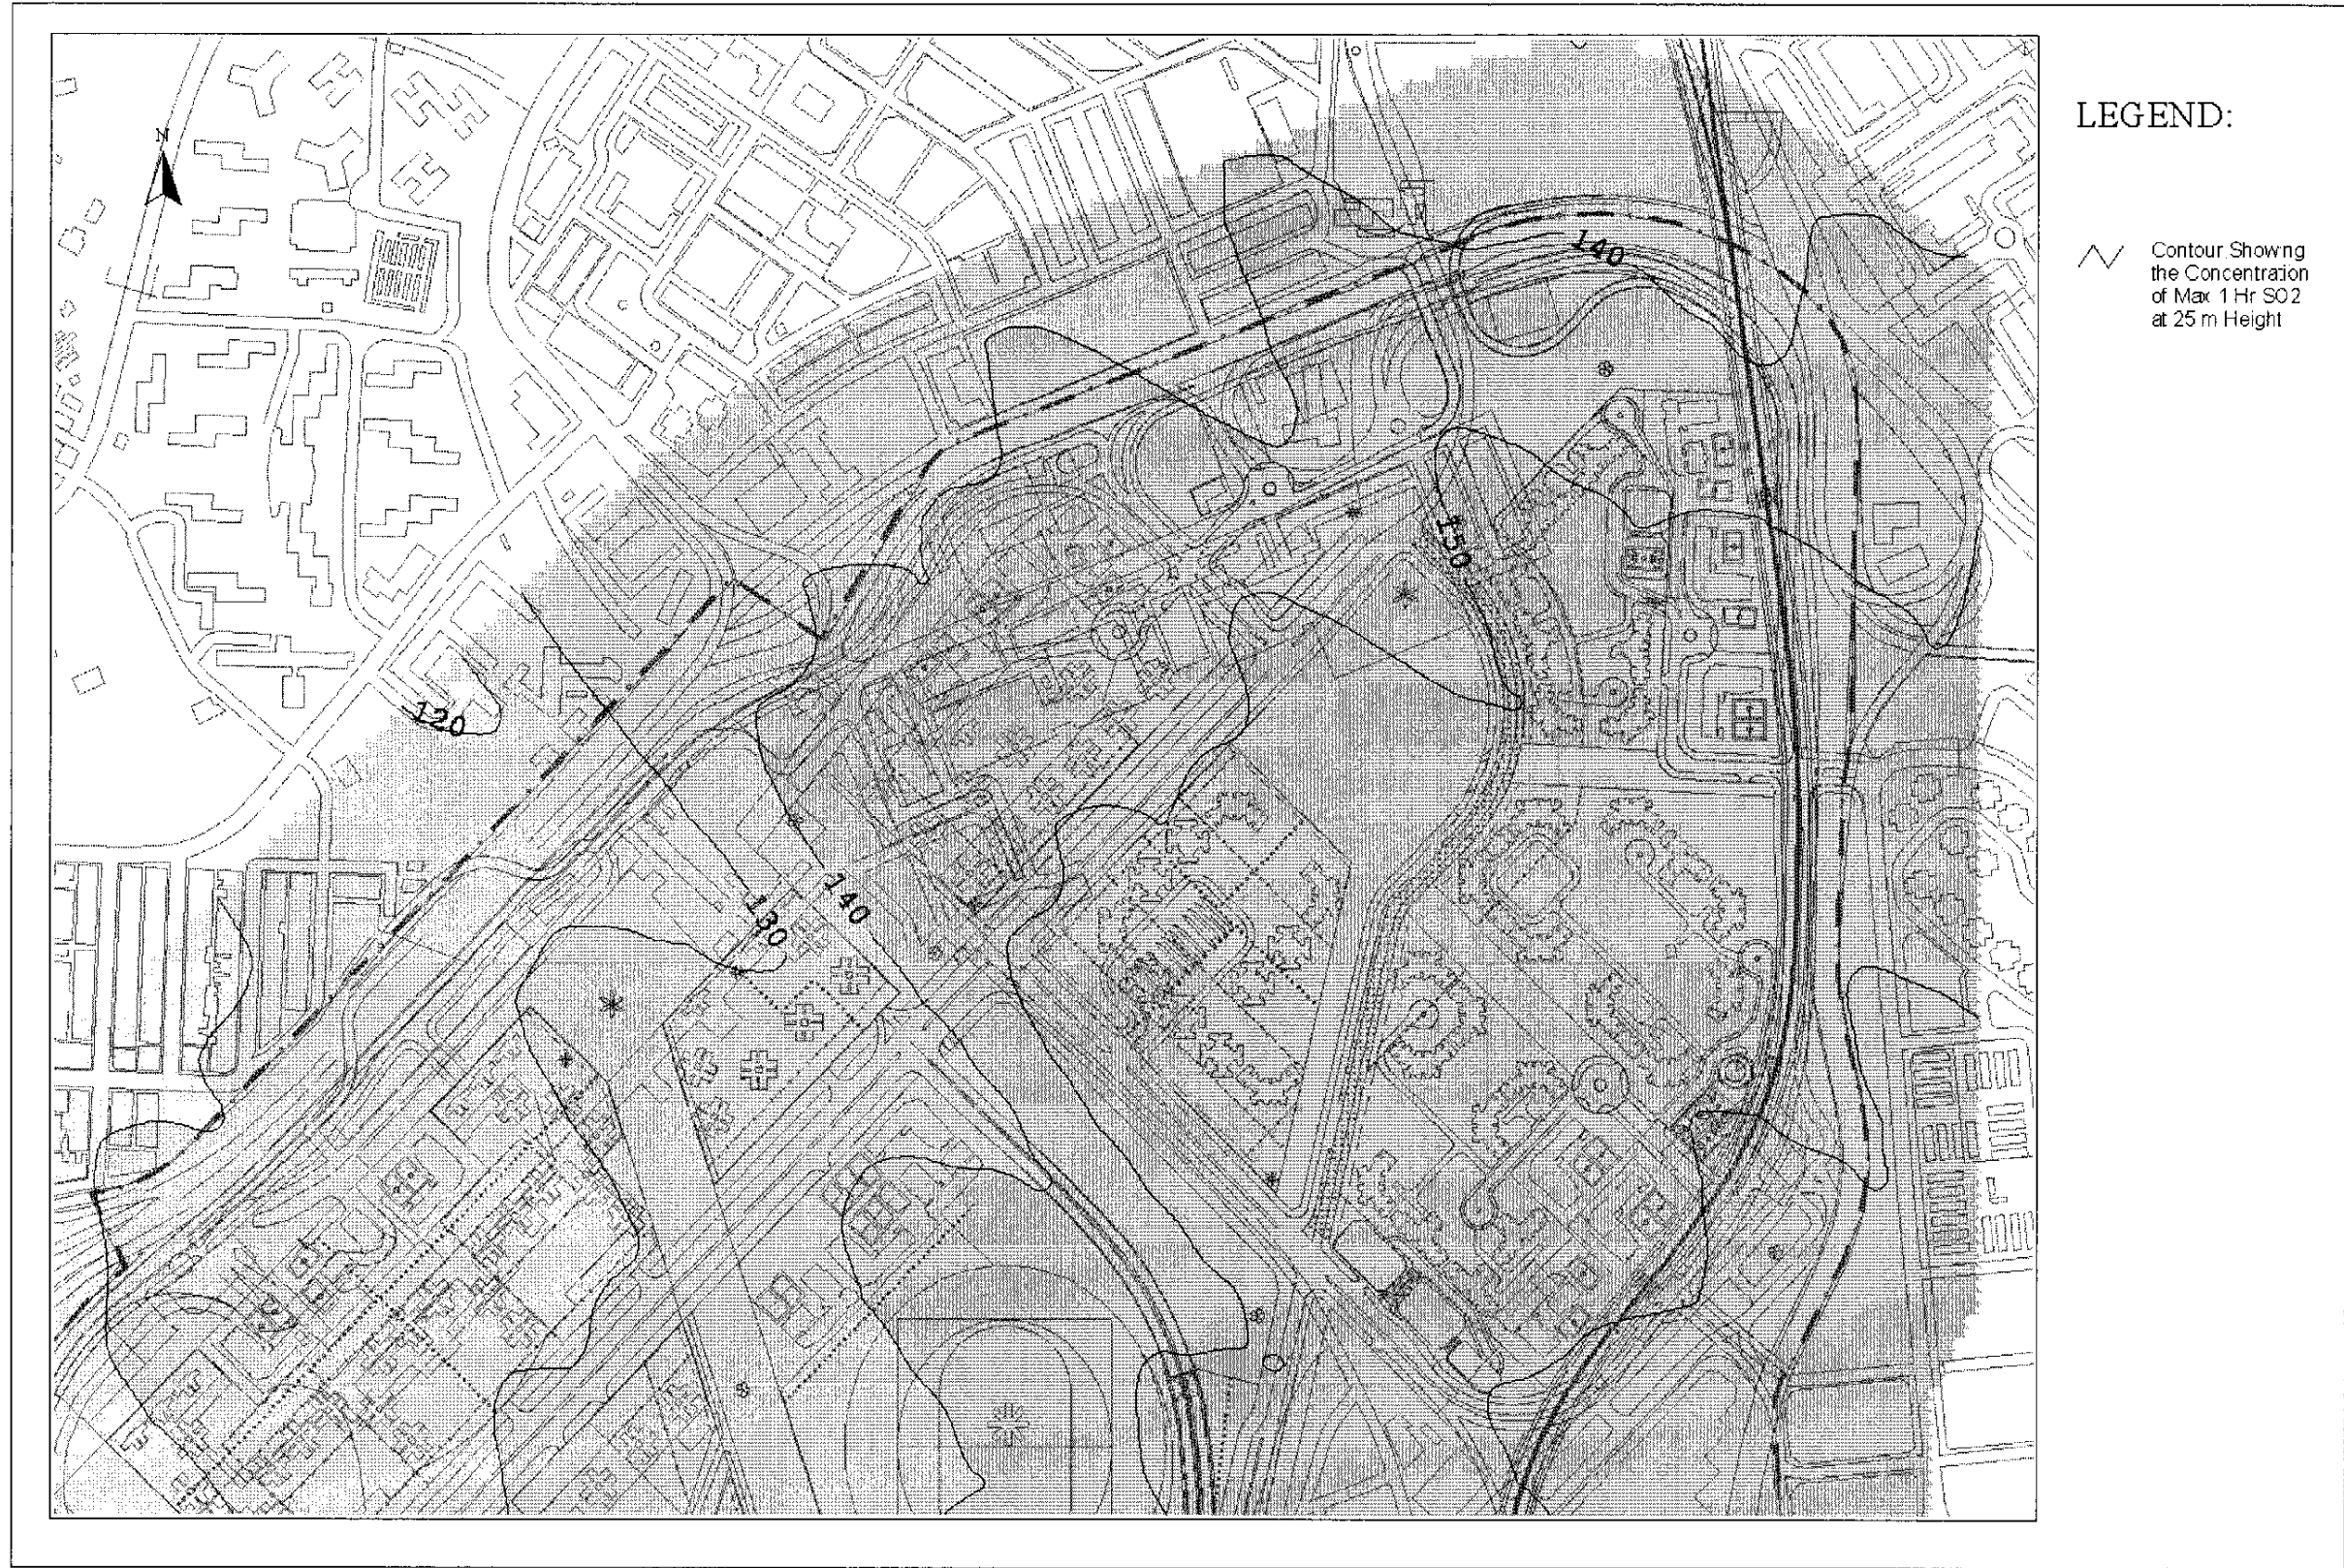 LEGEND:
N
Contour Showing
the Concentration
of Max 1 Hr SO2
at 25 m Height
140
150
120
140
130